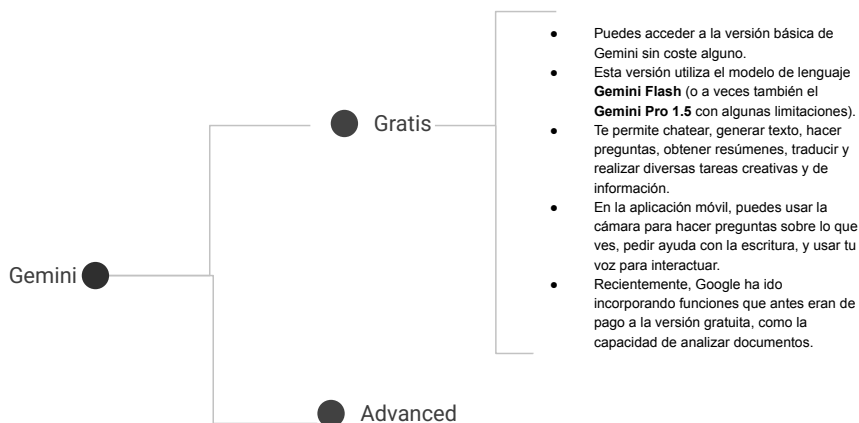 Gemini
Gratis
● Puedes acceder a la versión básica de
Gemini sin coste alguno.
● Esta versión utiliza el modelo de lenguaje
Gemini Flash (o a veces también el
Gemini Pro 1.5 con algunas limitaciones).
● Te permite chatear, generar texto, hacer
preguntas, obtener resúmenes, traducir y
realizar diversas tareas creativas y de
información.
● En la aplicación móvil, puedes usar la
cámara para hacer preguntas sobre lo que
ves, pedir ayuda con la escritura, y usar tu
voz para interactuar.
● Recientemente, Google ha ido
incorporando funciones que antes eran de
pago a la versión gratuita, como la
capacidad de analizar documentos.
Advanced